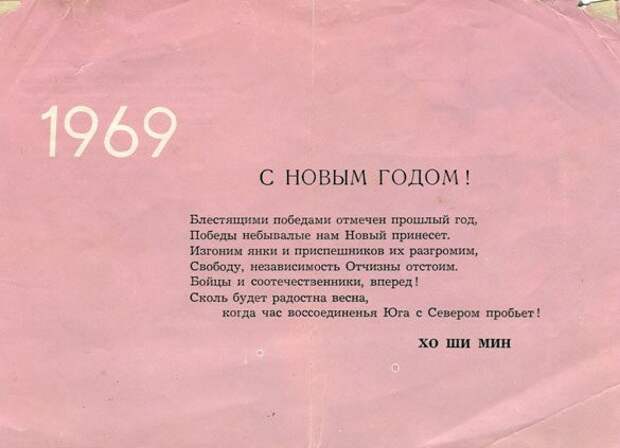 1969
С НОВЫМ ГОДОМ!
Блестящими победами отмечен прошлый год,
Победы небывалые нам Новый принесет.
Изгоним янки и приспешников их разгромим,
Свободу, независимость Отчизны отстоим.
Бойцы и соотечественники, вперед!
Сколь будет радостна весна,
когда час воссоединенья Юга с Севером пробьет!
ХО ШИ МИН